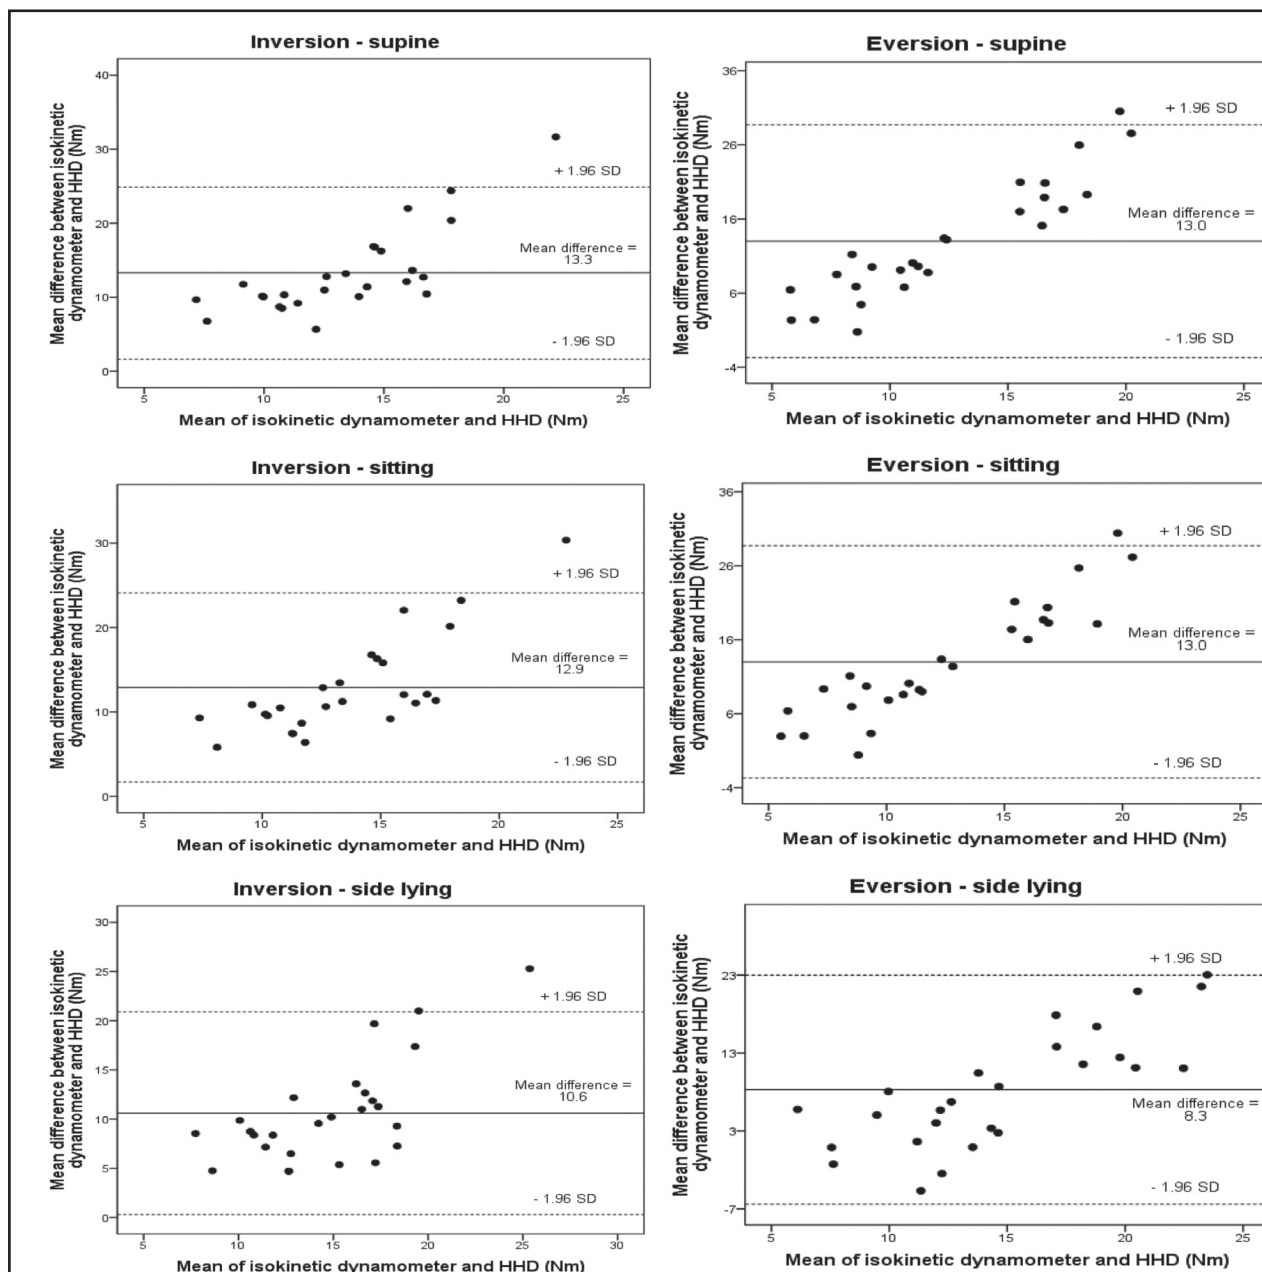 Inversion - supine
Mean difference between isokinetic
dynamometer and HHD (Nm)
40
30
20
10
0
+ 1.96 SD
Mean difference =
13.3
- 1.96 SD
5 10 15 20 25
Mean of isokinetic dynamometer and HHD (Nm)
Eversion - supine
Mean difference between isokinetic
dynamometer and HHD (Nm)
36
26
16
6
-4
+ 1.96 SD
Mean difference =
13.0
- 1.96 SD
5 10 15 20 25
Mean of isokinetic dynamometer and HHD (Nm)
Inversion - sitting
Mean difference between isokinetic
dynamometer and HHD (Nm)
30
20
10
0
+ 1.96 SD
Mean difference =
12.9
- 1.96 SD
5 10 15 20 25
Mean of isokinetic dynamometer and HHD (Nm)
Eversion - sitting
Mean difference between isokinetic
dynamometer and HHD (Nm)
36
26
16
6
-4
+ 1.96 SD
Mean difference =
13.0
- 1.96 SD
5 10 15 20 25
Mean of isokinetic dynamometer and HHD (Nm)
Inversion - side lying
Mean difference between isokinetic
dynamometer and HHD (Nm)
30
25
20
15
10
5
0
+ 1.96 SD
Mean difference =
10.6
- 1.96 SD
5 10 15 20 25 30
Mean of isokinetic dynamometer and HHD (Nm)
Eversion - side lying
Mean difference between isokinetic
dynamometer and HHD (Nm)
23
13
3
-7
+ 1.96 SD
Mean difference =
8.3
- 1.96 SD
5 10 15 20 25
Mean of isokinetic dynamometer and HHD (Nm)